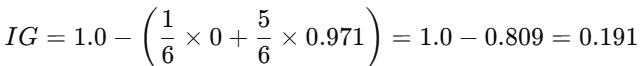 IG = 1.0 − (1/6 × 0 + 5/6 × 0.971) = 1.0 − 0.809 = 0.191